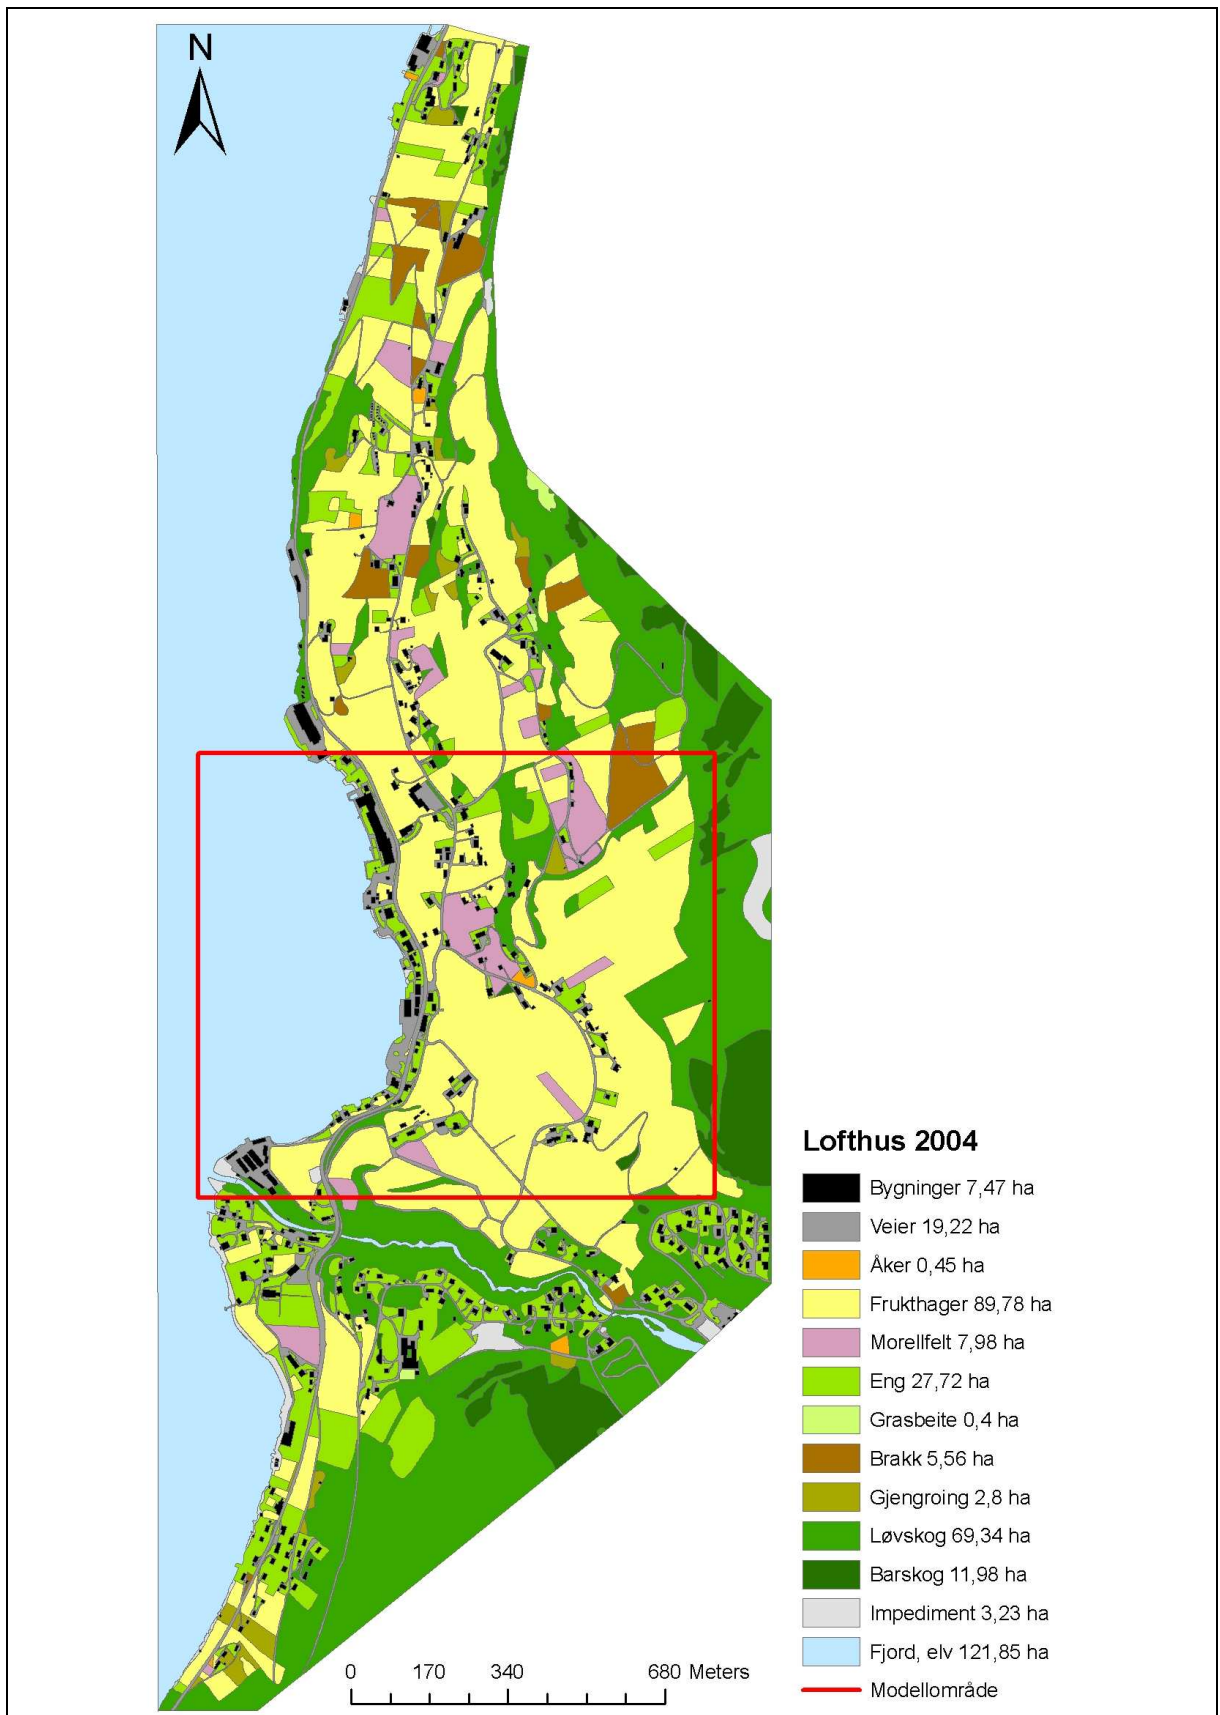 N
Lofthus 2004
Bygninger 7,47 ha
Veier 19,22 ha
Åker 0,45 ha
Frukthager 89,78 ha
Morellfelt 7,98 ha
Eng 27,72 ha
Grasbeite 0,4 ha
Brakk 5,56 ha
Gjengroing 2,8 ha
Løvskog 69,34 ha
Barskog 11,98 ha
Impediment 3,23 ha
Fjord, elv 121,85 ha
Modellområde
0 170 340 680 Meters